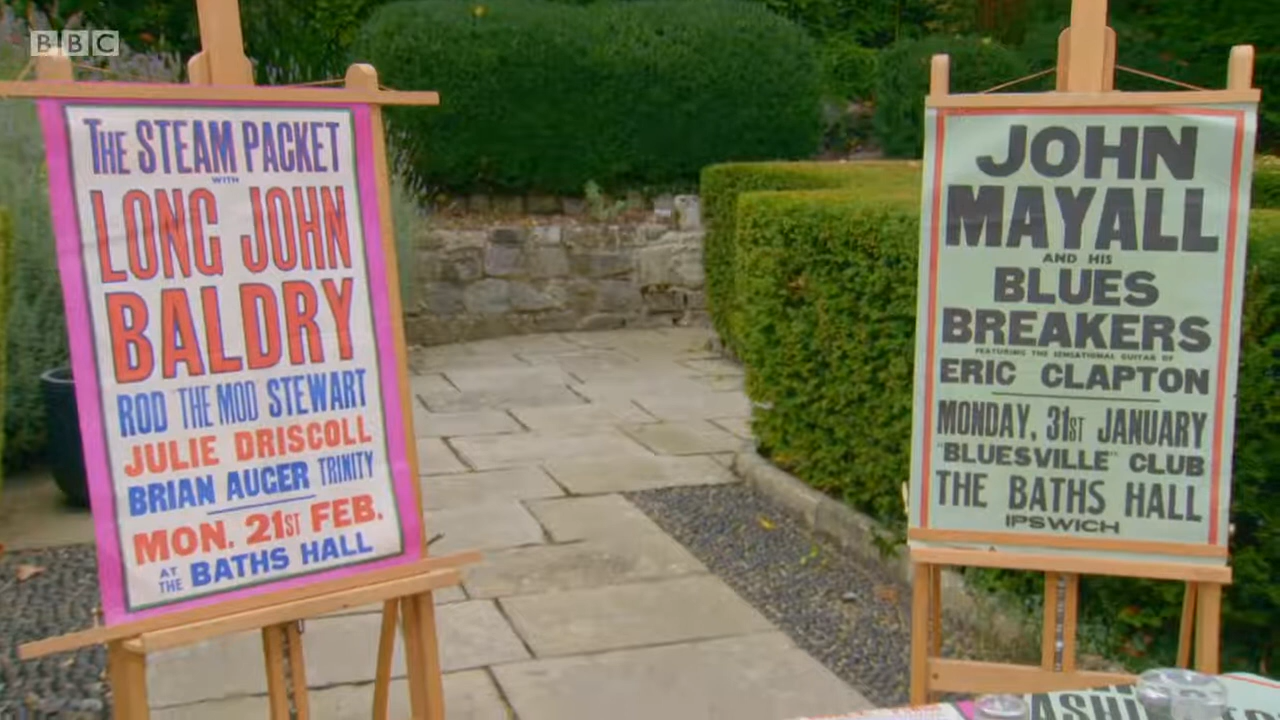 BBC
THE STEAM PACKET
WITH
LONG JOHN
BALDRY
ROD THE MOD STEWART
JULIE DRISCOLL
BRIAN AUGER TRINITY
MON. 21ST FEB.
AT THE BATHS HALL
JOHN
MAYALL
AND HIS
BLUES
BREAKERS
FEATURING THE SENSATIONAL GUITAR OF
ERIC CLAPTON
MONDAY, 31ST JANUARY
"BLUESVILLE" CLUB
THE BATHS HALL
IPSWICH